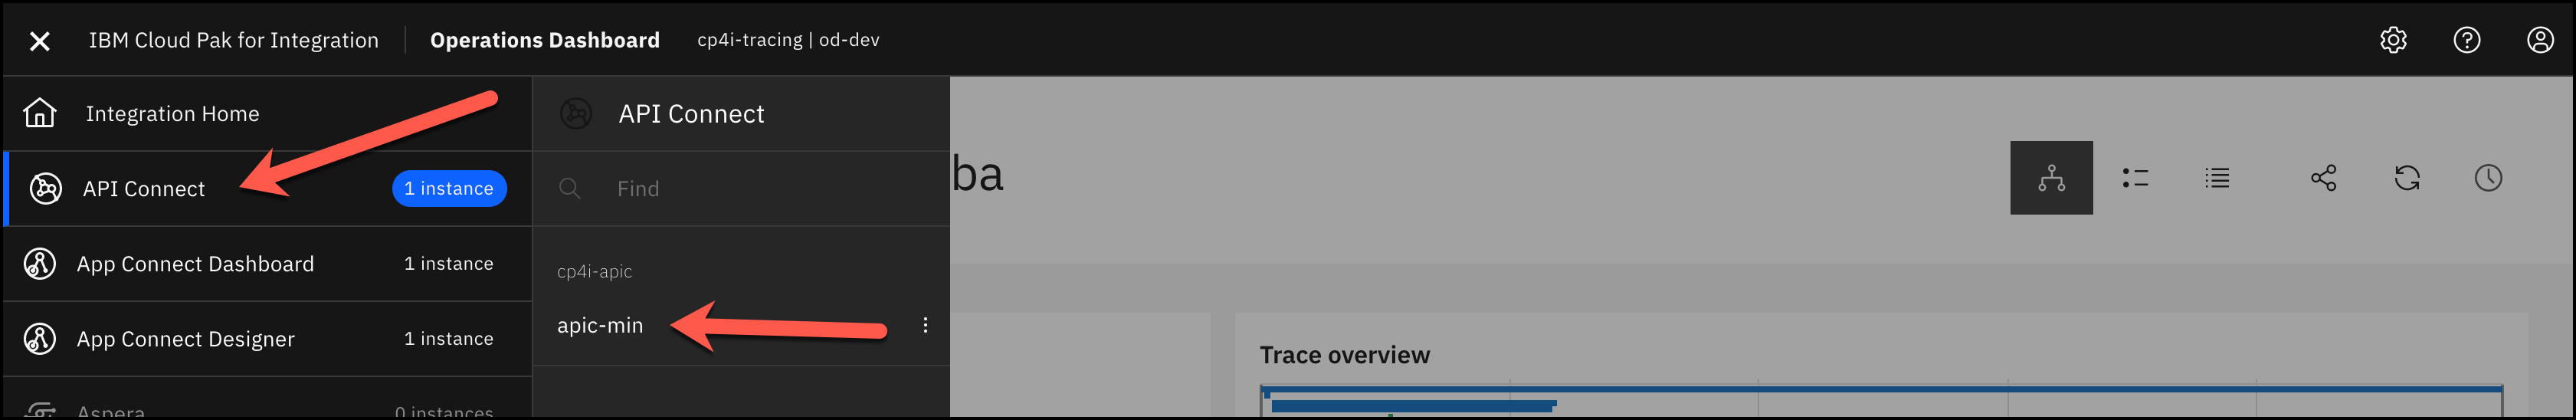 IBM Cloud Pak for Integration Operations Dashboard cp4i-tracing | od-dev
Integration Home
API Connect 1 instance
App Connect Dashboard 1 instance
App Connect Designer 1 instance
Aspera 0 instances
API Connect
Find
cp4i-apic
apic-min
ba
Trace overview